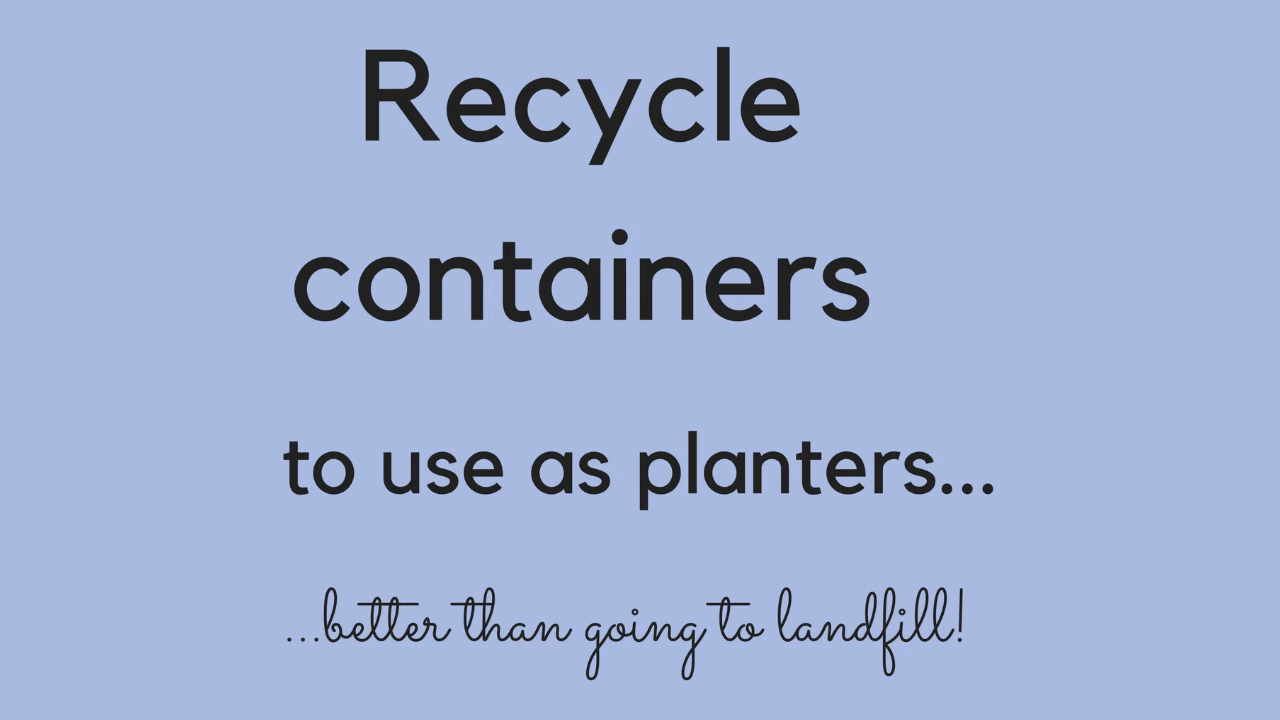 Recycle
containers
to use as planters...
...better than going to landfill!